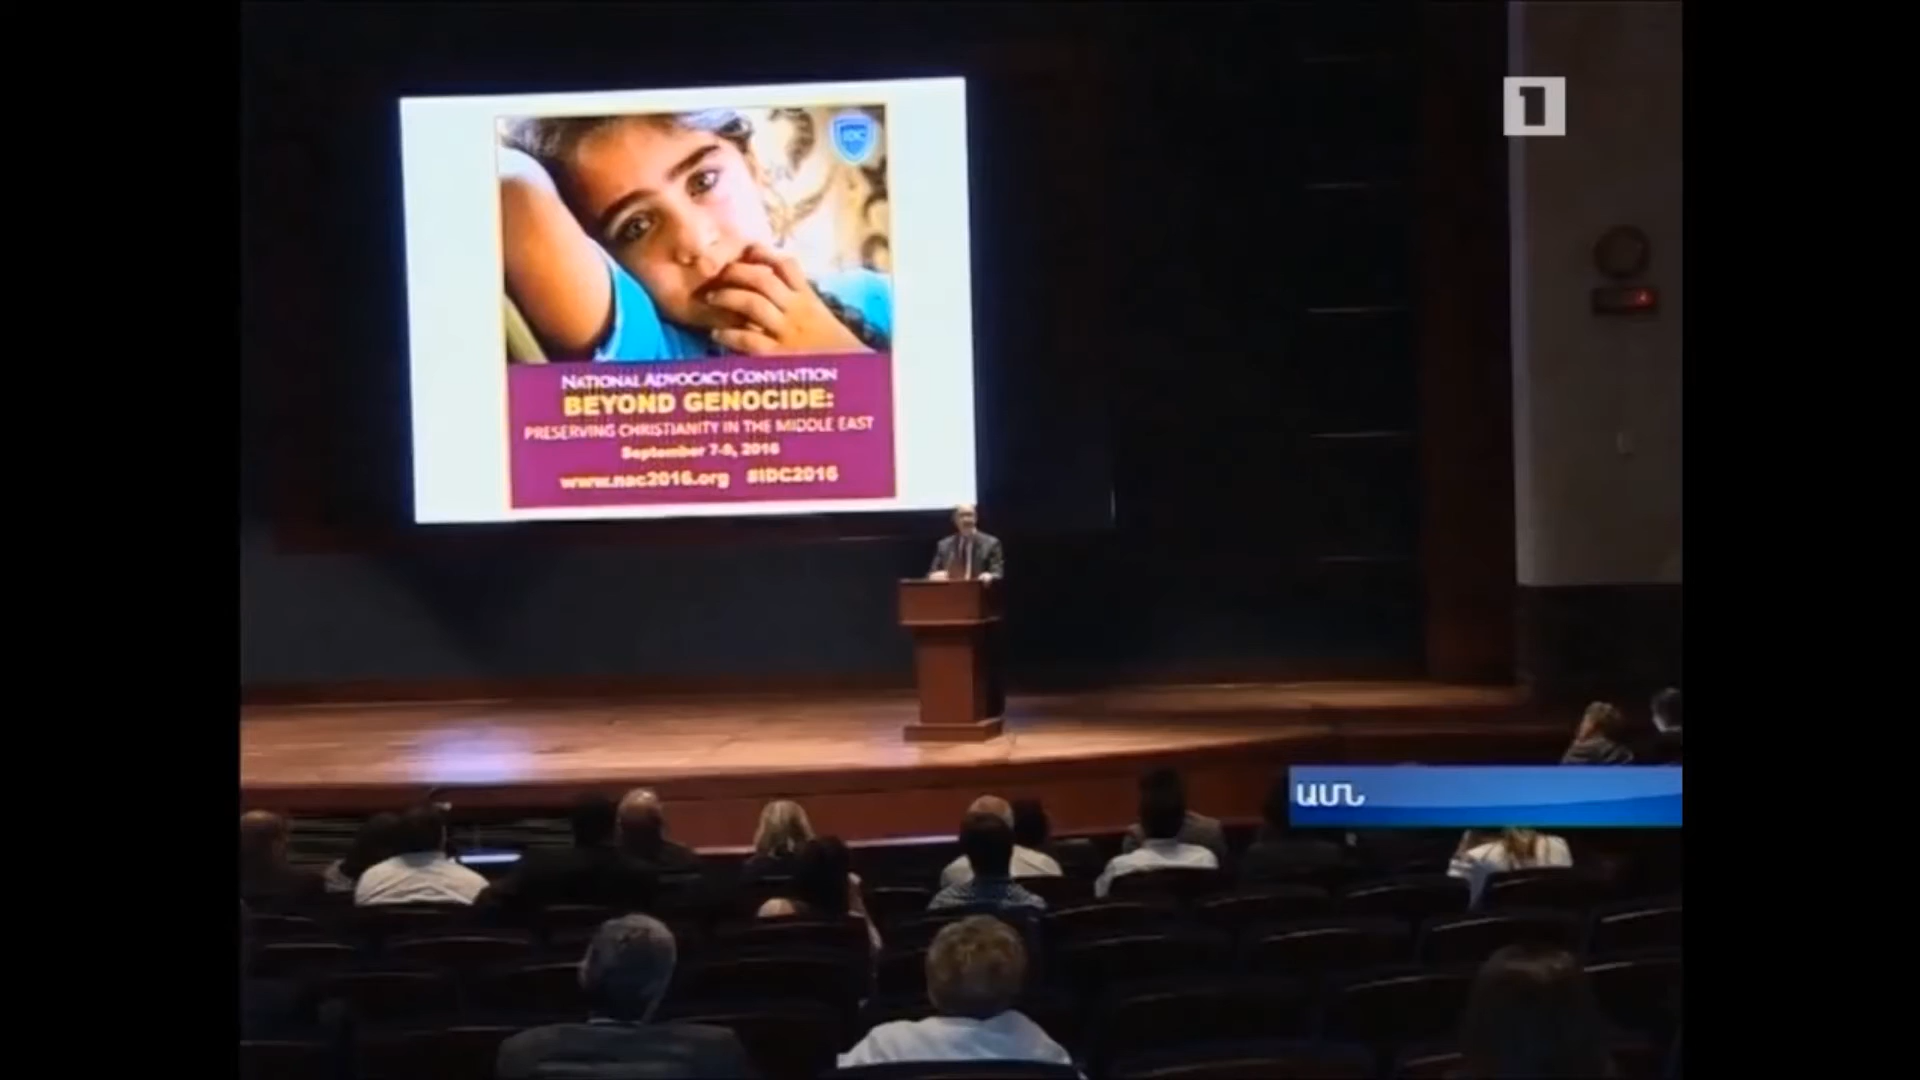 1
IDC
NATIONAL ADVOCACY CONVENTION
BEYOND GENOCIDE:
PRESERVING CHRISTIANITY IN THE MIDDLE EAST
September 7-9, 2016
www.nac2016.org #IDC2016
ԱՄՆ